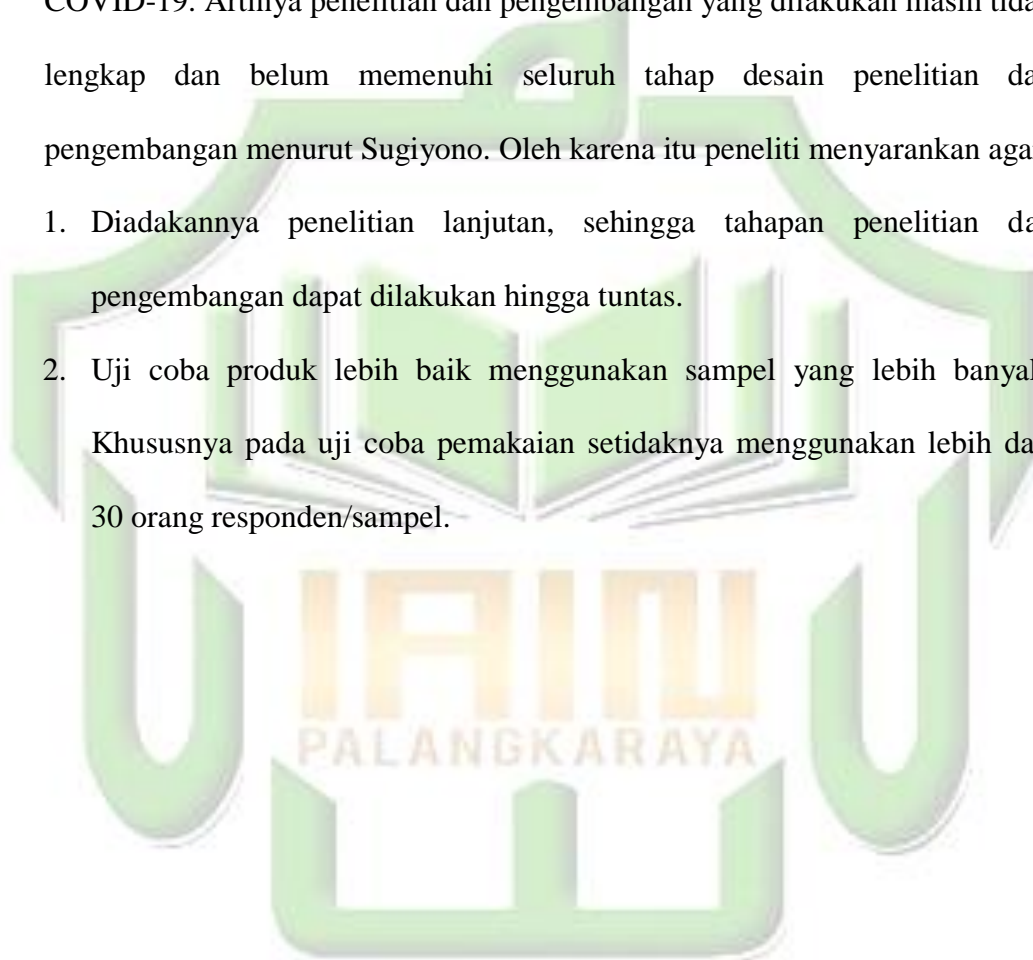 COVID-19. Artinya penelitian dan pengembangan yang dilakukan masih tida
lengkap dan belum memenuhi seluruh tahap desain penelitian da
pengembangan menurut Sugiyono. Oleh karena itu peneliti menyarankan aga
1. Diadakannya penelitian lanjutan, sehingga tahapan penelitian da
pengembangan dapat dilakukan hingga tuntas.
2. Uji coba produk lebih baik menggunakan sampel yang lebih banyak
Khususnya pada uji coba pemakaian setidaknya menggunakan lebih da
30 orang responden/sampel.
IAIN
PALANGKARAYA